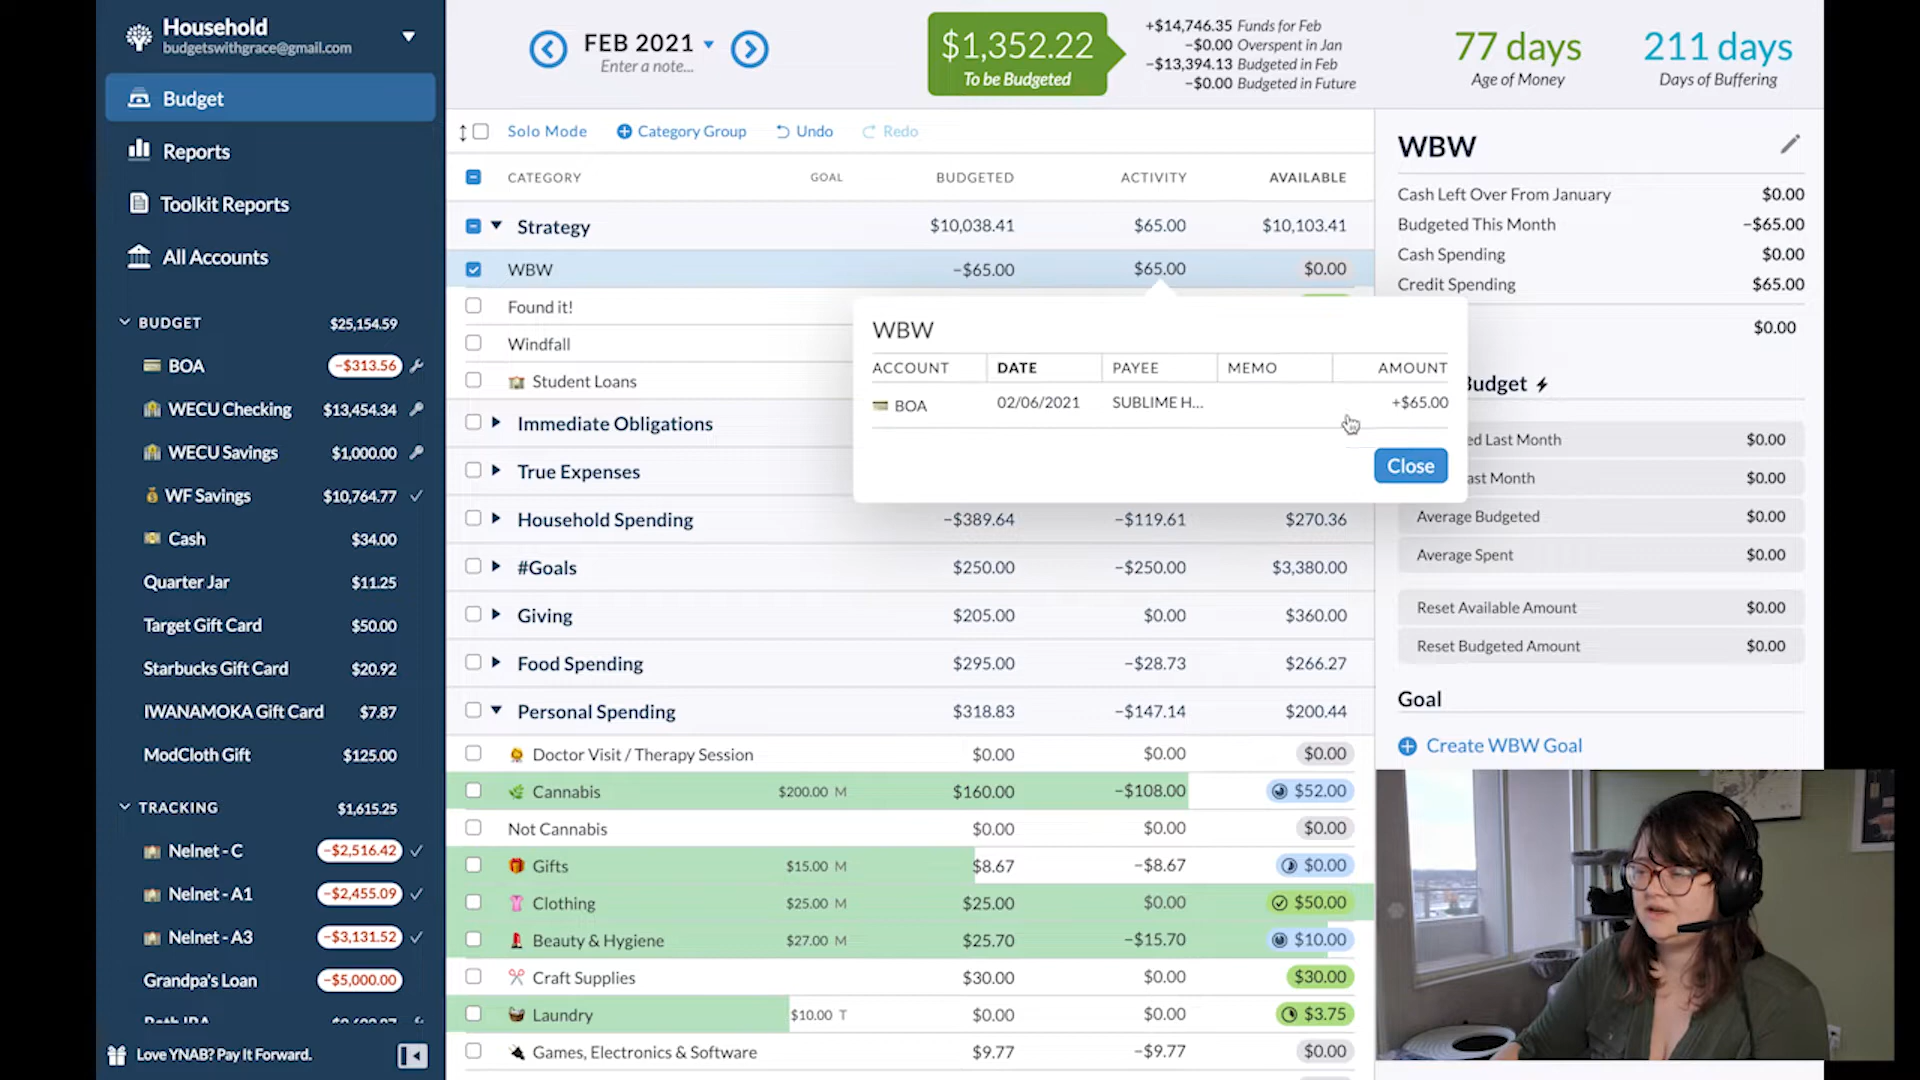 Household
budgetswithgrace@gmail.com
Budget
Reports
Toolkit Reports
All Accounts
BUDGET $25,154.59
BOA -$313.56
WECU Checking $13,454.34
WECU Savings $1,000.00
WF Savings $10,764.77
Cash $34.00
Quarter Jar $11.25
Target Gift Card $50.00
Starbucks Gift Card $20.92
IWANAMOKA Gift Card $7.87
ModCloth Gift $125.00
TRACKING $1,615.25
Nelnet - C -$2,516.42
Nelnet - A1 -$2,455.09
Nelnet - A3 -$3,131.52
Grandpa's Loan -$5,000.00
Love YNAB? Pay It Forward.
FEB 2021
Enter a note...
$1,352.22
To be Budgeted
+$14,746.35 Funds for Feb
-$0.00 Overspent in Jan
-$13,394.13 Budgeted in Feb
-$0.00 Budgeted in Future
77 days
Age of Money
211 days
Days of Buffering
Solo Mode Category Group Undo Redo
CATEGORY GOAL BUDGETED ACTIVITY AVAILABLE
Strategy $10,038.41 $65.00 $10,103.41
WBW -$65.00 $65.00 $0.00
Found it!
Windfall
Student Loans
Immediate Obligations
True Expenses
Household Spending -$389.64 -$119.61 $270.36
#Goals $250.00 -$250.00 $3,380.00
Giving $205.00 $0.00 $360.00
Food Spending $295.00 -$28.73 $266.27
Personal Spending $318.83 -$147.14 $200.44
Doctor Visit / Therapy Session $0.00 $0.00 $0.00
Cannabis $200.00 M $160.00 -$108.00 $52.00
Not Cannabis $0.00 $0.00 $0.00
Gifts $15.00 M $8.67 -$8.67 $0.00
Clothing $25.00 M $25.00 $0.00 $50.00
Beauty & Hygiene $27.00 M $25.70 -$15.70 $10.00
Craft Supplies $30.00 $0.00 $30.00
Laundry $10.00 T $0.00 $0.00 $3.75
Games, Electronics & Software $9.77 -$9.77 $0.00
WBW
ACCOUNT DATE PAYEE MEMO AMOUNT
BOA 02/06/2021 SUBLIME H... +$65.00
Close
WBW
Cash Left Over From January $0.00
Budgeted This Month -$65.00
Cash Spending $0.00
Credit Spending $65.00
$0.00
Budget
ed Last Month $0.00
ast Month $0.00
Average Budgeted $0.00
Average Spent $0.00
Reset Available Amount $0.00
Reset Budgeted Amount $0.00
Goal
Create WBW Goal